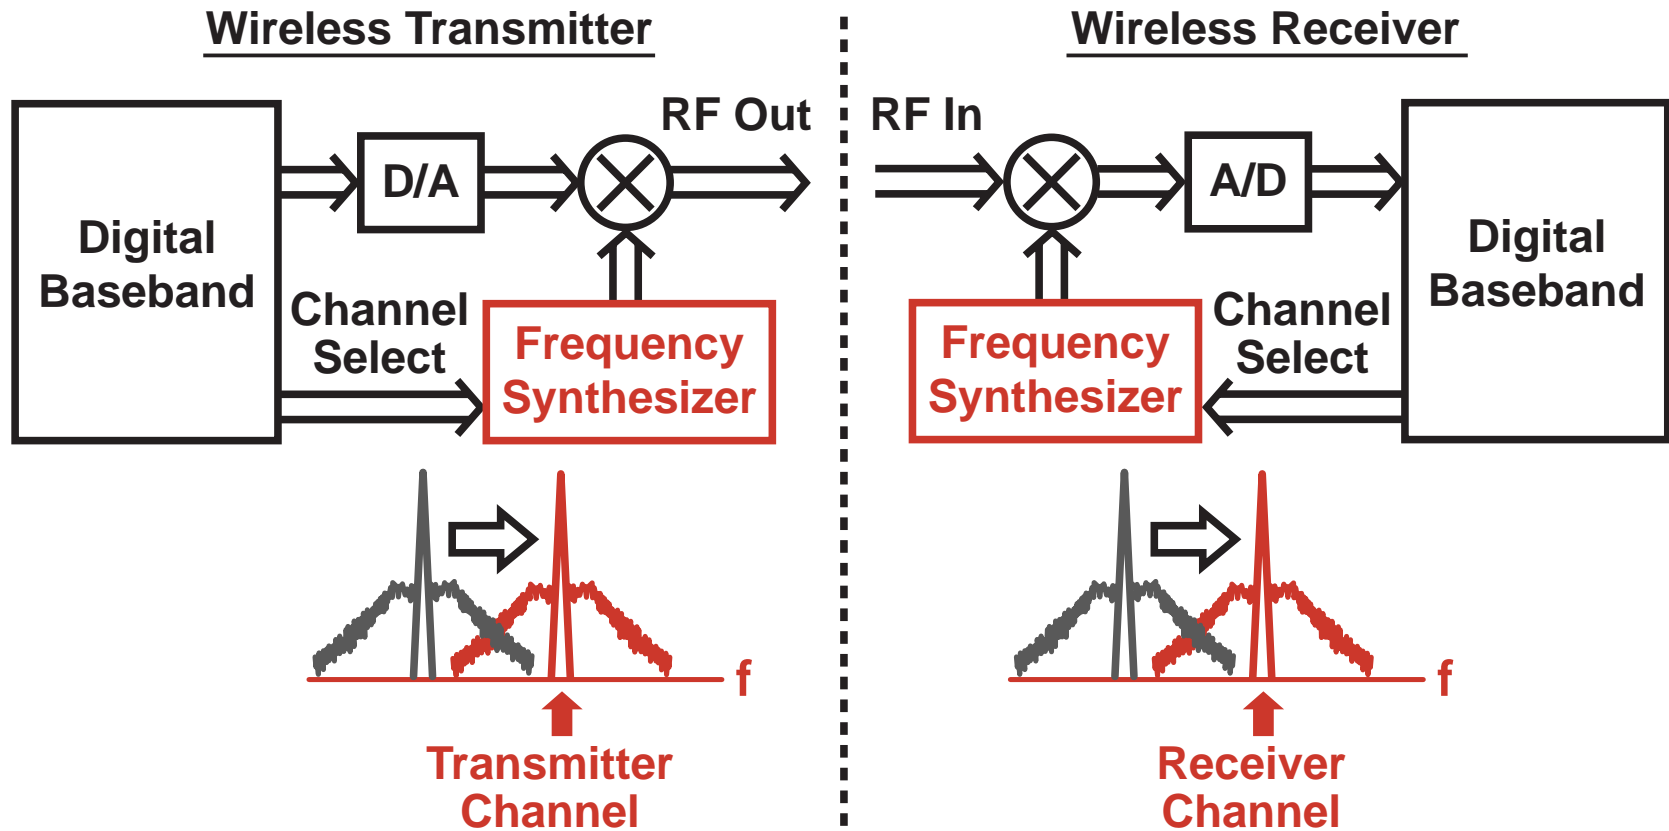 Wireless Transmitter
RF Out
D/A
Digital
Baseband
Channel
Select
Frequency
Synthesizer
f
Transmitter
Channel
Wireless Receiver
RF In
A/D
Digital
Baseband
Frequency
Synthesizer
Channel
Select
f
Receiver
Channel